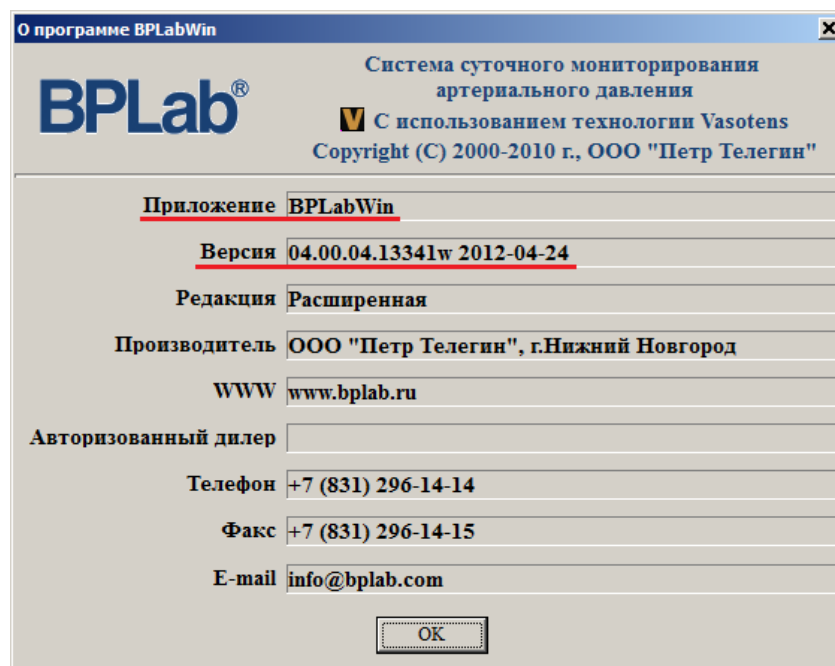 О программе BPLabWin
BPLab®
Система суточного мониторирования
артериального давления
С использованием технологии Vasotens
Copyright (C) 2000-2010 г., ООО "Петр Телегин"
Приложение BPLabWin
Версия 04.00.04.13341w 2012-04-24
Редакция Расширенная
Производитель ООО "Петр Телегин", г.Нижний Новгород
WWW www.bplab.ru
Авторизованный дилер
Телефон +7 (831) 296-14-14
Факс +7 (831) 296-14-15
E-mail info@bplab.com
OK